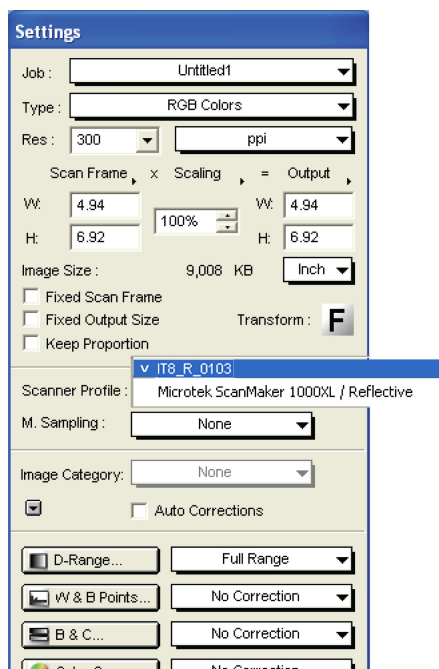 Settings
Job : Untitled1
Type : RGB Colors
Res : 300 ppi
Scan Frame x Scaling = Output
W: 4.94 100% W: 4.94
H: 6.92 H: 6.92
Image Size : 9,008 KB Inch
Fixed Scan Frame
Fixed Output Size Transform : F
Keep Proportion
v IT8_R_0103
Scanner Profile : Microtek ScanMaker 1000XL / Reflective
M. Sampling : None
Image Category: None
Auto Corrections
D-Range... Full Range
W & B Points... No Correction
B & C... No Correction
No Correction